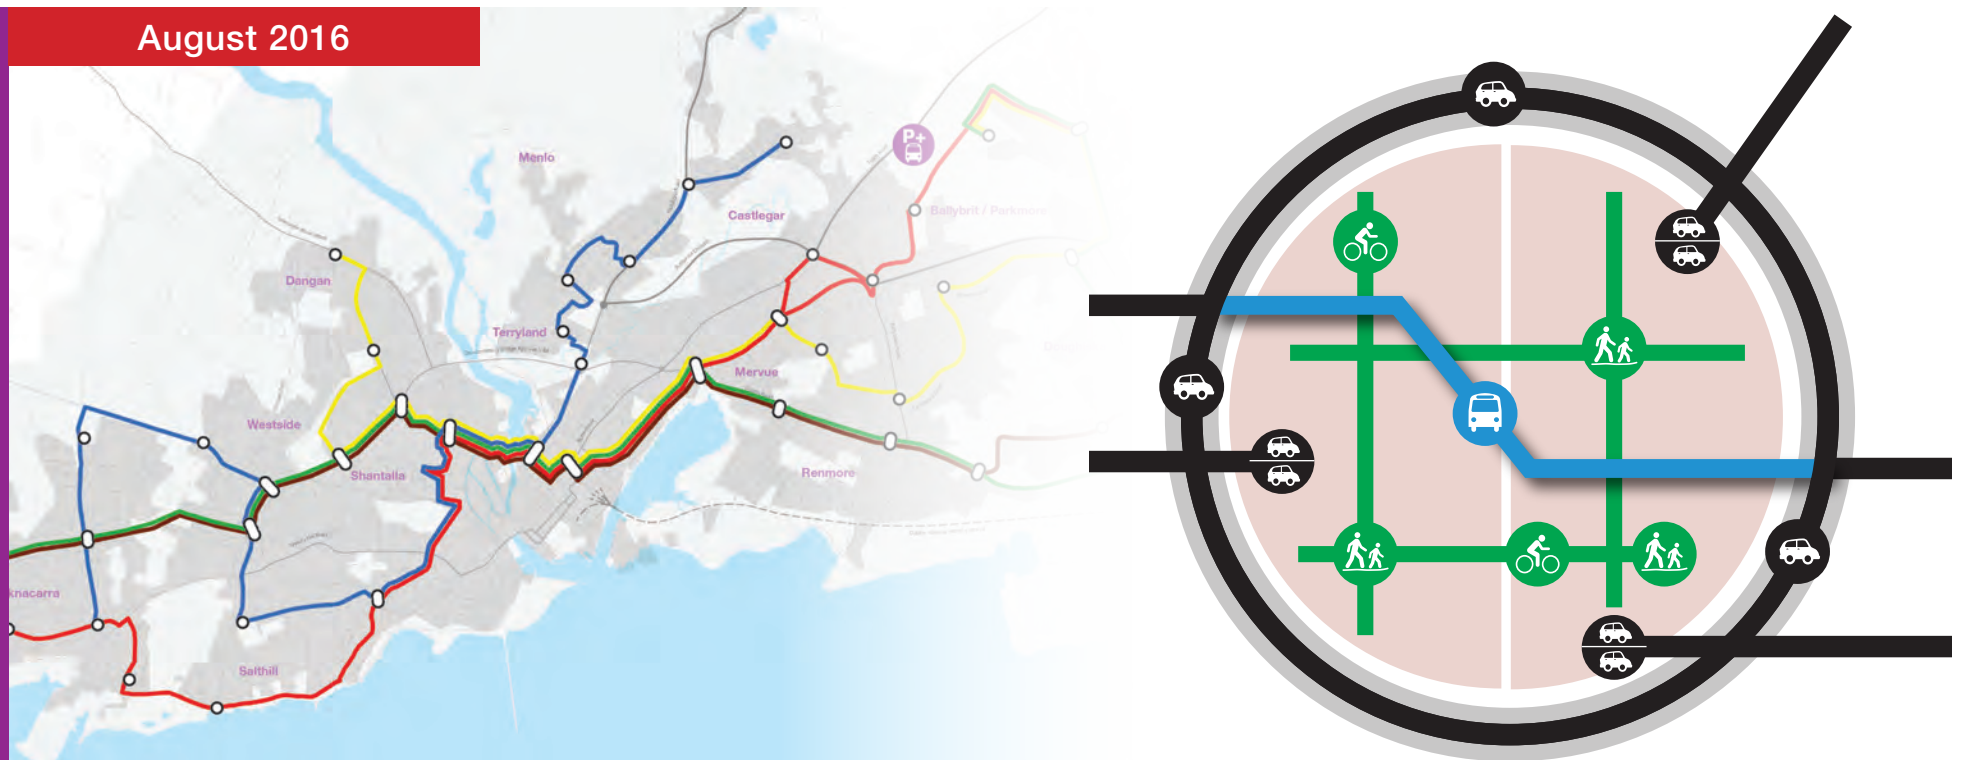 August 2016
Menlo
P+
Castlegar
Ballybrit / Parkmore
Dangan
Terryland
Mervue
Westside
Shantalla
Renmore
knacarra
Salthill